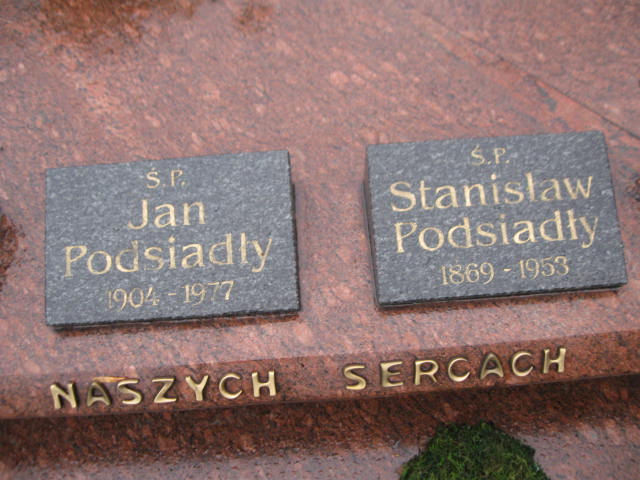 Ś.P.
Jan
Podsiadły
1904 - 1977
Ś.P.
Stanisław
Podsiadły
1869 - 1953
NASZYCH SERCACH